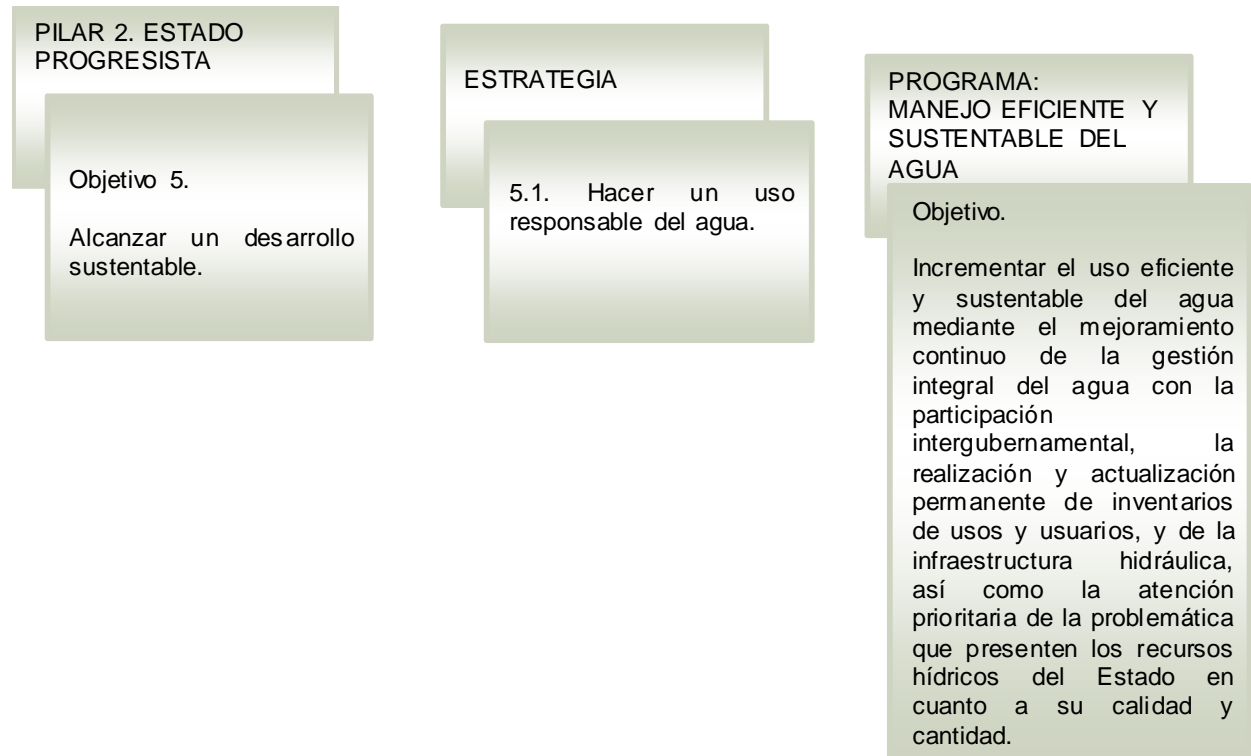 PILAR 2. ESTADO
PROGRESISTA
Objetivo 5.
Alcanzar un desarrollo
sustentable.
ESTRATEGIA
5.1. Hacer un uso
responsable del agua.
PROGRAMA:
MANEJO EFICIENTE Y
SUSTENTABLE DEL
AGUA
Objetivo.
Incrementar el uso eficiente
y sustentable del agua
mediante el mejoramiento
continuo de la gestión
integral del agua con la
participación
intergubernamental, la
realización y actualización
permanente de inventarios
de usos y usuarios, y de la
infraestructura hidráulica,
así como la atención
prioritaria de la problemática
que presenten los recursos
hídricos del Estado en
cuanto a su calidad y
cantidad.